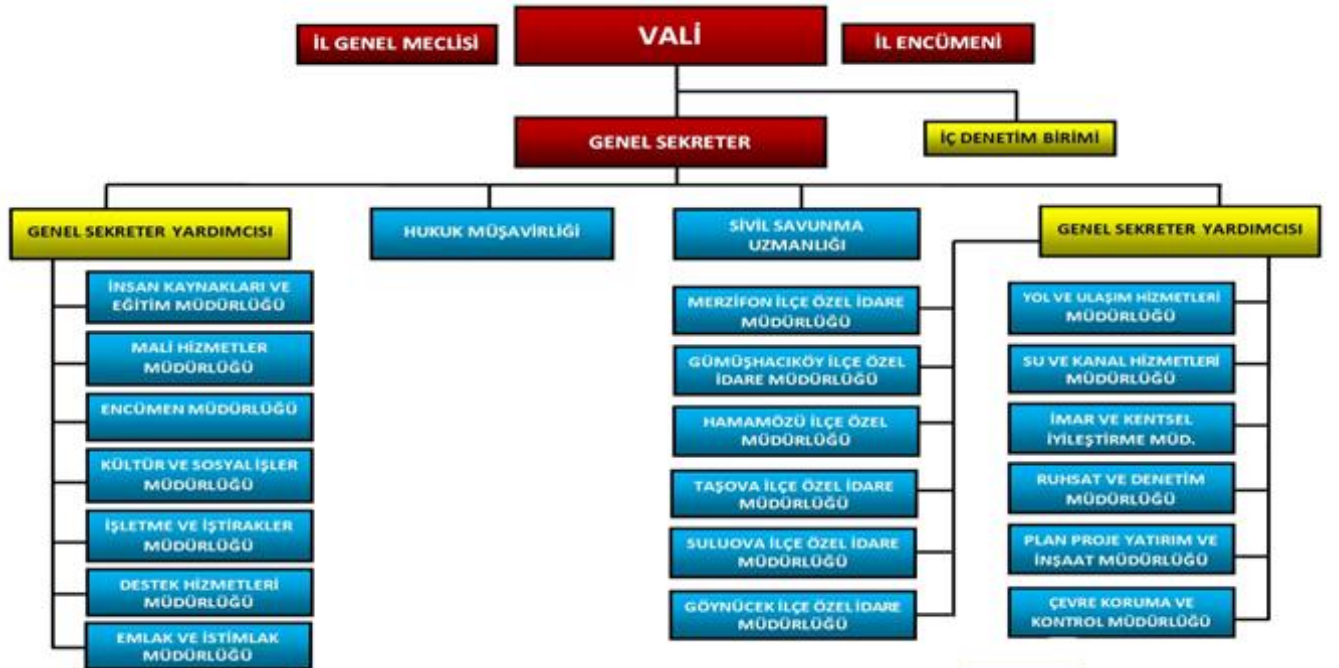 İL GENEL MECLİSİ
VALİ
İL ENCÜMENİ
GENEL SEKRETER
İÇ DENETİM BİRİMİ
GENEL SEKRETER YARDIMCISI
HUKUK MÜŞAVİRLİĞİ
SİVİL SAVUNMA
UZMANLIĞI
GENEL SEKRETER YARDIMCISI
İNSAN KAYNAKLARI VE
EĞİTİM MÜDÜRLÜĞÜ
MALİ HİZMETLER
MÜDÜRLÜĞÜ
ENCÜMEN MÜDÜRLÜĞÜ
KÜLTÜR VE SOSYAL İŞLER
MÜDÜRLÜĞÜ
İŞLETME VE İŞTİRAKLER
MÜDÜRLÜĞÜ
DESTEK HİZMETLERİ
MÜDÜRLÜĞÜ
EMLAK VE İSTİMLAK
MÜDÜRLÜĞÜ
MERZİFON İLÇE ÖZEL İDARE
MÜDÜRLÜĞÜ
GÜMÜŞHACIKÖY İLÇE ÖZEL
İDARE MÜDÜRLÜĞÜ
HAMAMÖZÜ İLÇE ÖZEL
MÜDÜRLÜĞÜ
TAŞOVA İLÇE ÖZEL İDARE
MÜDÜRLÜĞÜ
SULUOVA İLÇE ÖZEL İDARE
MÜDÜRLÜĞÜ
GÖYNÜCEK İLÇE ÖZEL İDARE
MÜDÜRLÜĞÜ
YOL VE ULAŞIM HİZMETLERİ
MÜDÜRLÜĞÜ
SU VE KANAL HİZMETLERİ
MÜDÜRLÜĞÜ
İMAR VE KENTSEL
İYİLEŞTİRME MÜD.
RUHSAT VE DENETİM
MÜDÜRLÜĞÜ
PLAN PROJE YATIRIM VE
İNŞAAT MÜDÜRLÜĞÜ
ÇEVRE KORUMA VE
KONTROL MÜDÜRLÜĞÜ